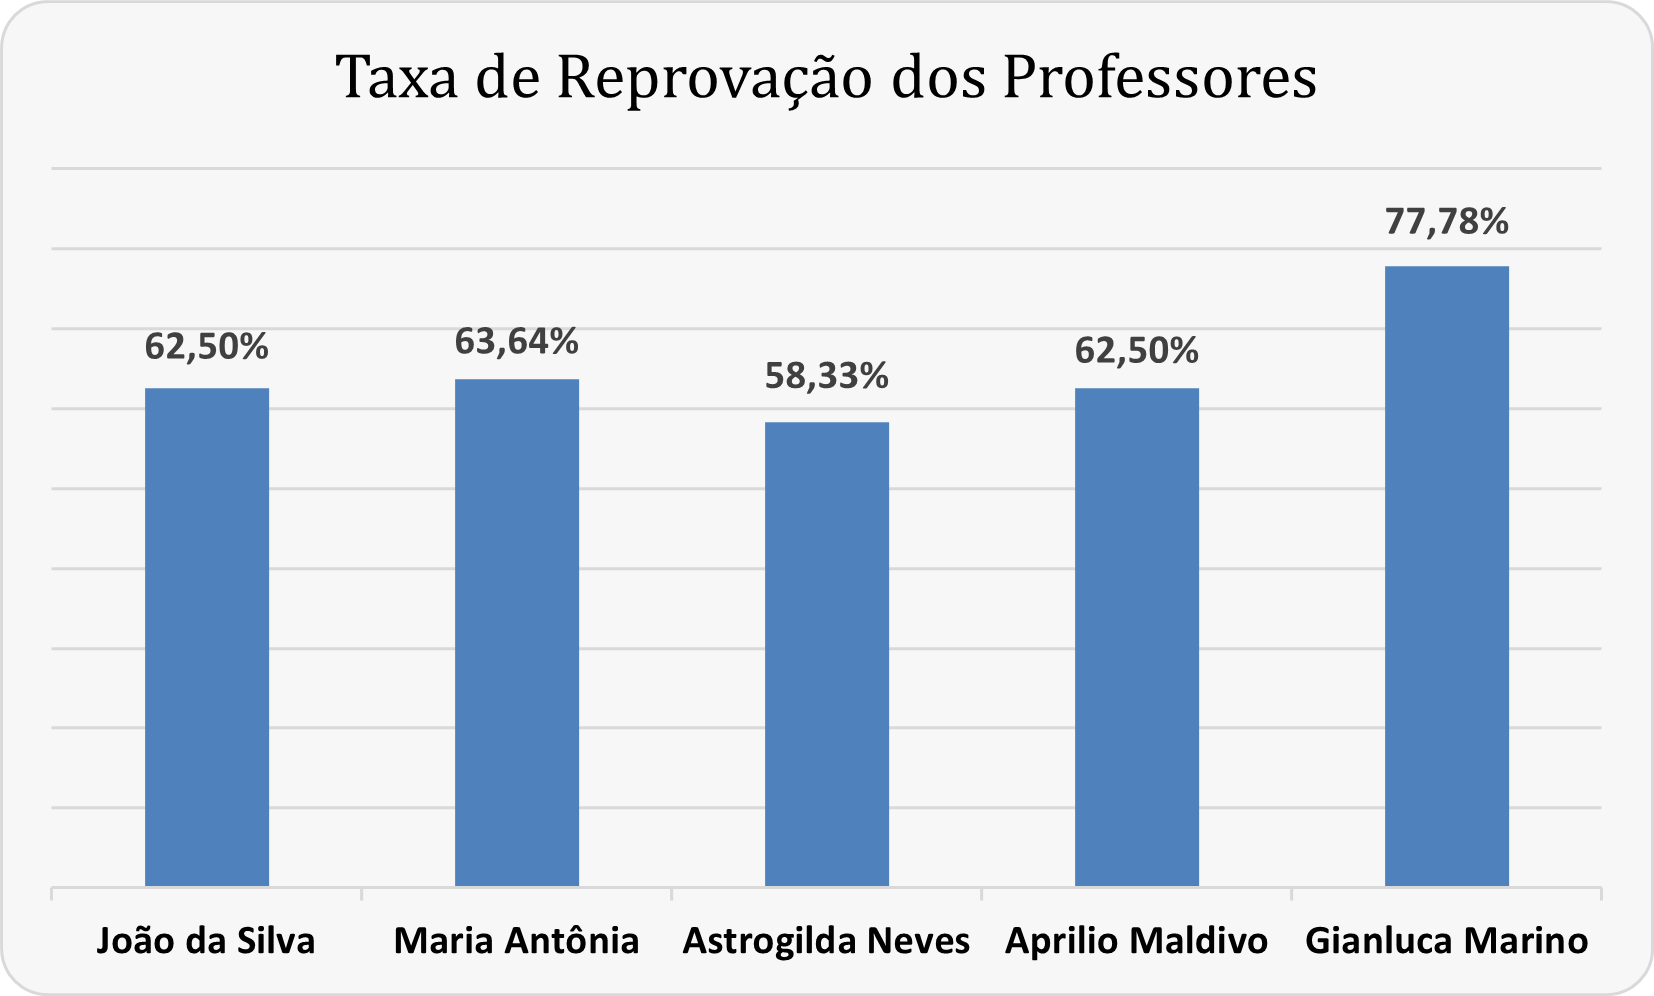 Taxa de Reprovação dos Professores
77,78%
62,50%
63,64%
58,33%
62,50%
João da Silva
Maria Antônia
Astrogilda Neves
Aprilio Maldivo
Gianluca Marino